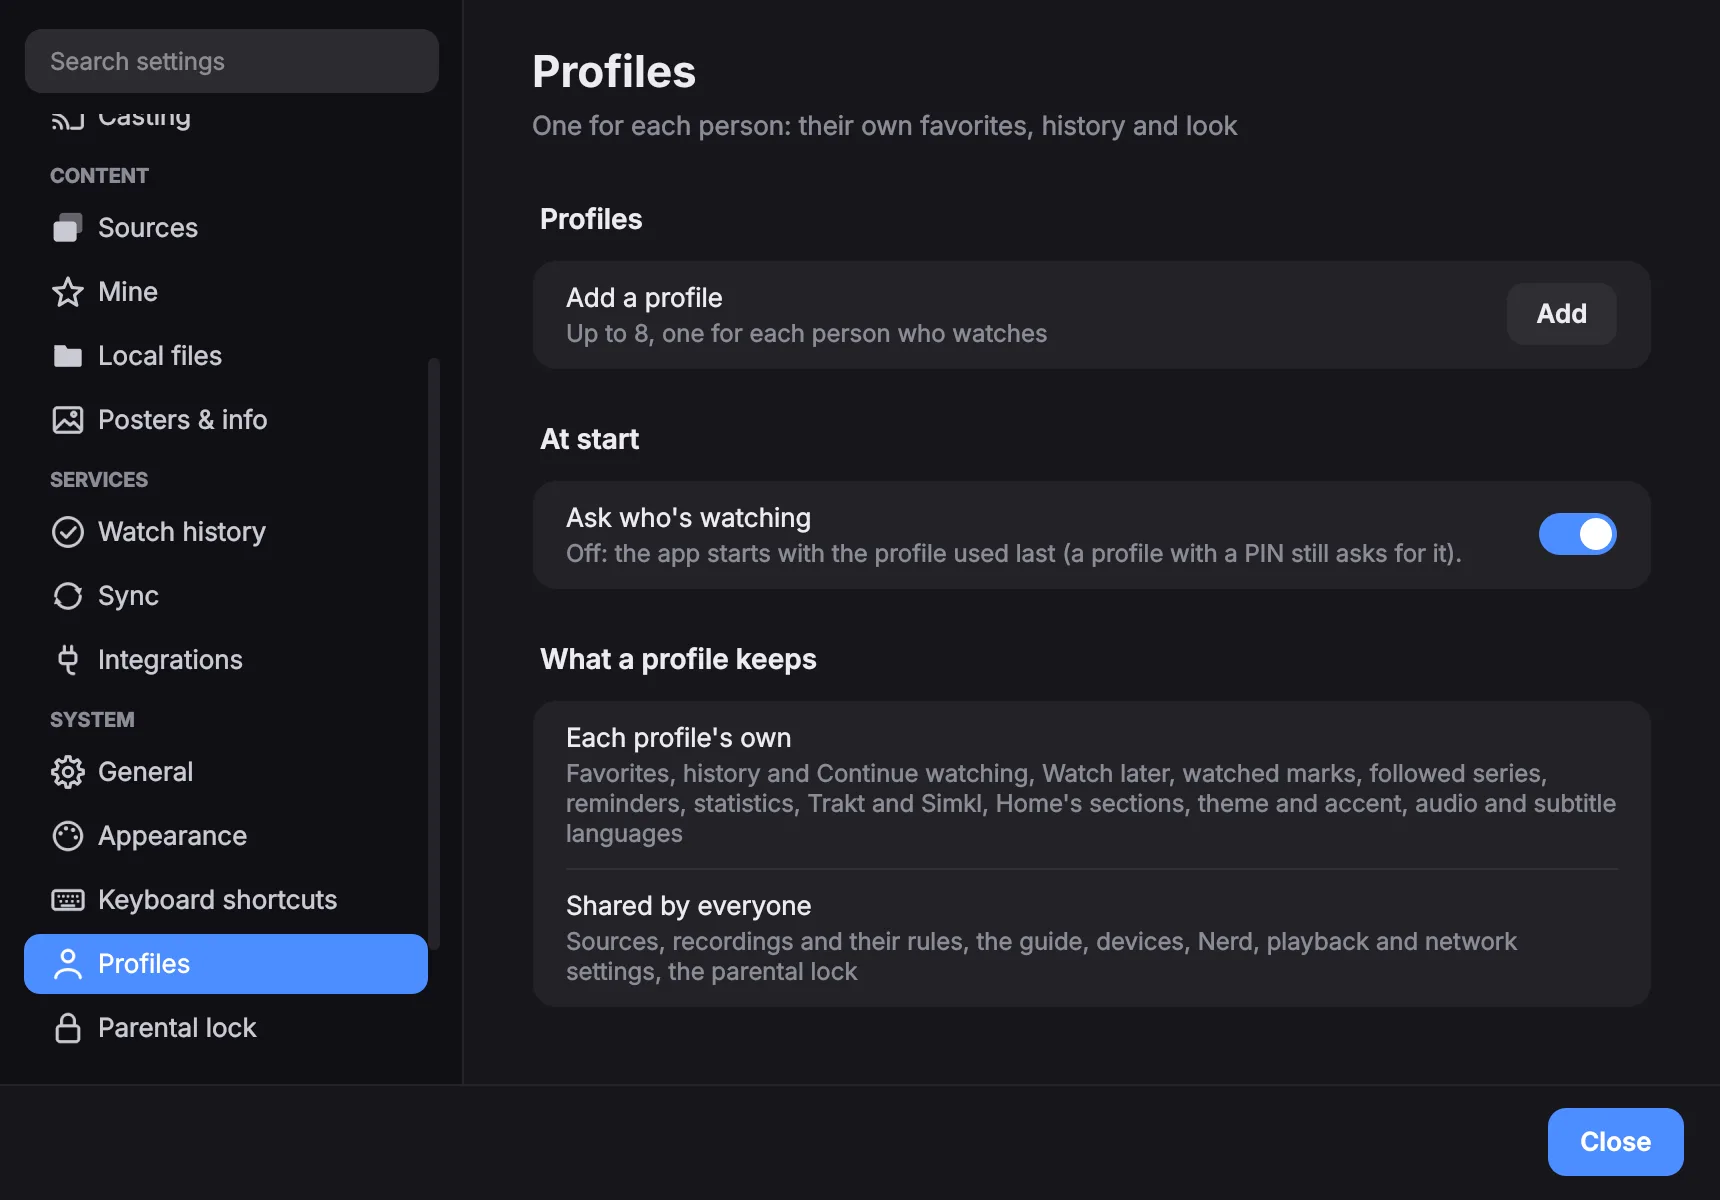 Search settings
Casting
CONTENT
Sources
Mine
Local files
Posters & info
SERVICES
Watch history
Sync
Integrations
SYSTEM
General
Appearance
Keyboard shortcuts
Profiles
Parental lock
Profiles
One for each person: their own favorites, history and look
Profiles
Add a profile
Up to 8, one for each person who watches
Add
At start
Ask who's watching
Off: the app starts with the profile used last (a profile with a PIN still asks for it).
What a profile keeps
Each profile's own
Favorites, history and Continue watching, Watch later, watched marks, followed series,
reminders, statistics, Trakt and Simkl, Home's sections, theme and accent, audio and subtitle
languages
Shared by everyone
Sources, recordings and their rules, the guide, devices, Nerd, playback and network
settings, the parental lock
Close